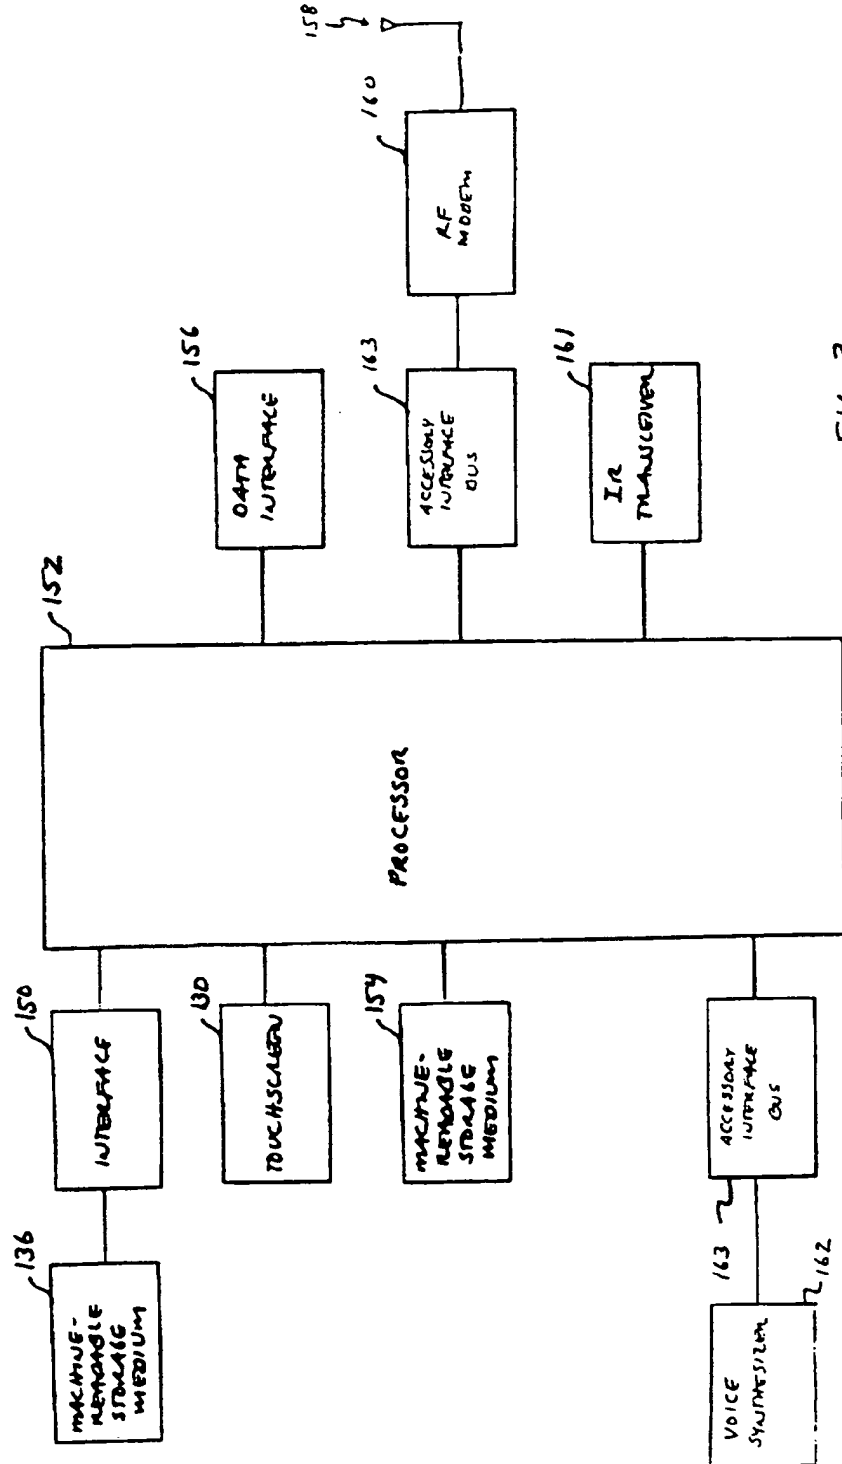 136
MACHINE-
READABLE
STORAGE
MEDIUM
150
INTERFACE
130
TOUCHSCREEN
154
MACHINE-
READABLE
STORAGE
MEDIUM
VOICE
SYNTHESIZER
162
163
ACCESSORY
INTERFACE
BUS
152
PROCESSOR
156
DATA
INTERFACE
163
ACCESSORY
INTERFACE
BUS
161
IR
TRANSCEIVER
160
RF
MODEM
158